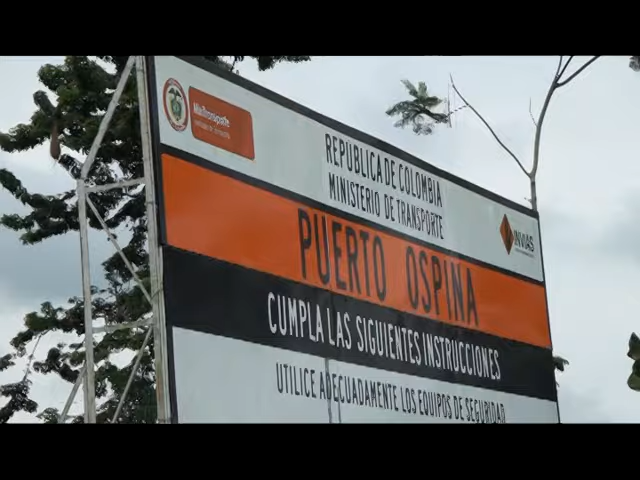 MinTransporte
REPÚBLICA DE COLOMBIA
MINISTERIO DE TRANSPORTE
INVIAS
PUERTO OSPINA
CUMPLA LAS SIGUIENTES INSTRUCCIONES
UTILICE ADECUADAMENTE LOS EQUIPOS DE SEGURIDAD